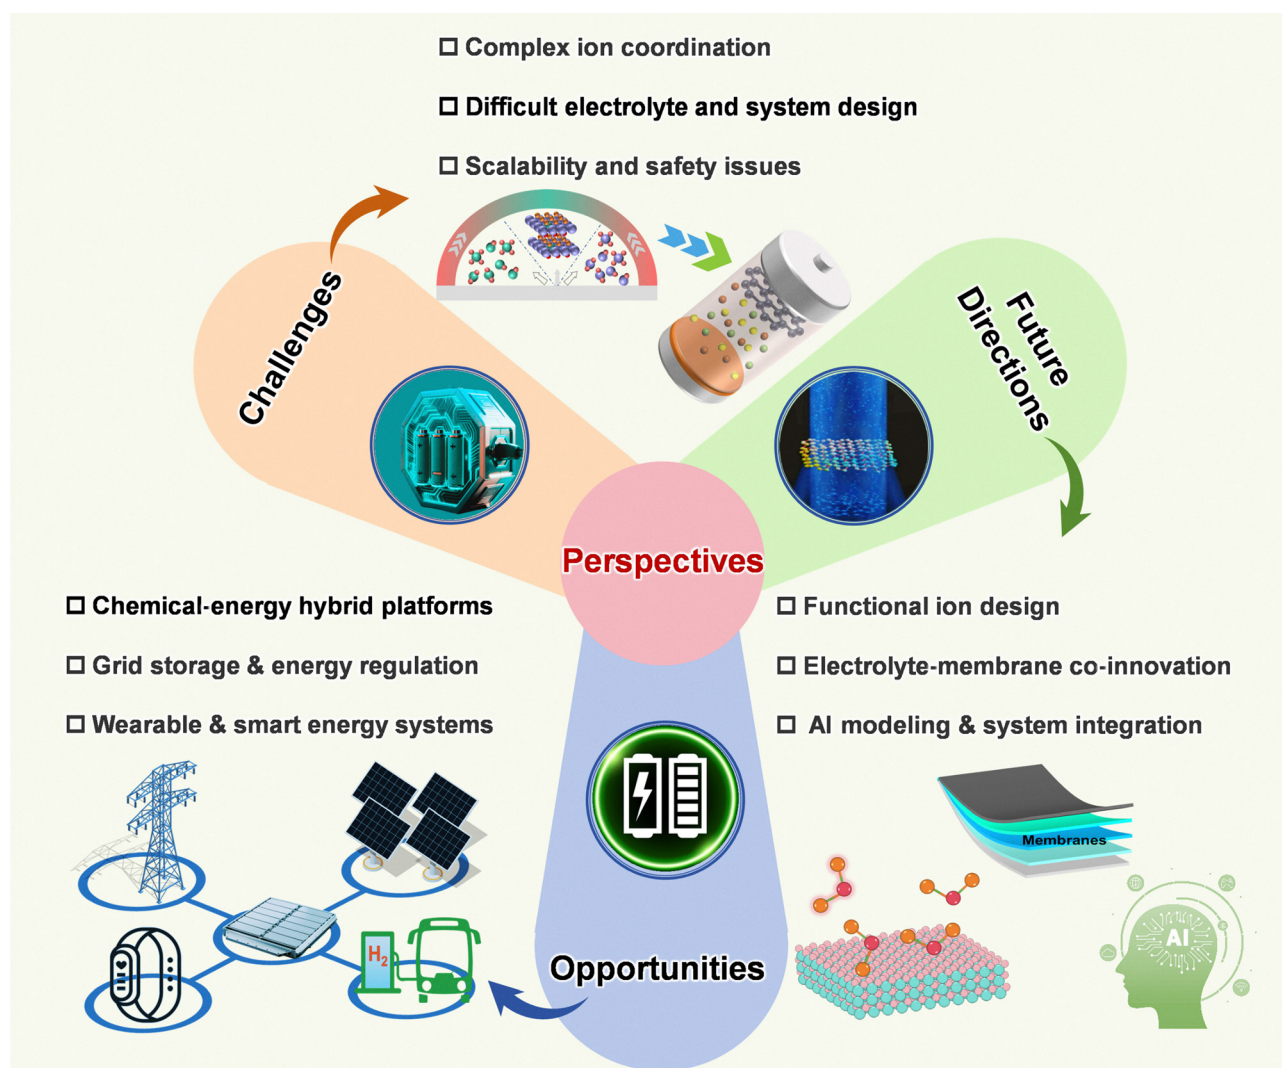 ☐ Complex ion coordination
☐ Difficult electrolyte and system design
☐ Scalability and safety issues
Challenges
Future
Directions
Perspectives
☐ Chemical-energy hybrid platforms
☐ Grid storage & energy regulation
☐ Wearable & smart energy systems
☐ Functional ion design
☐ Electrolyte-membrane co-innovation
☐ AI modeling & system integration
Membranes
AI
H2
Opportunities